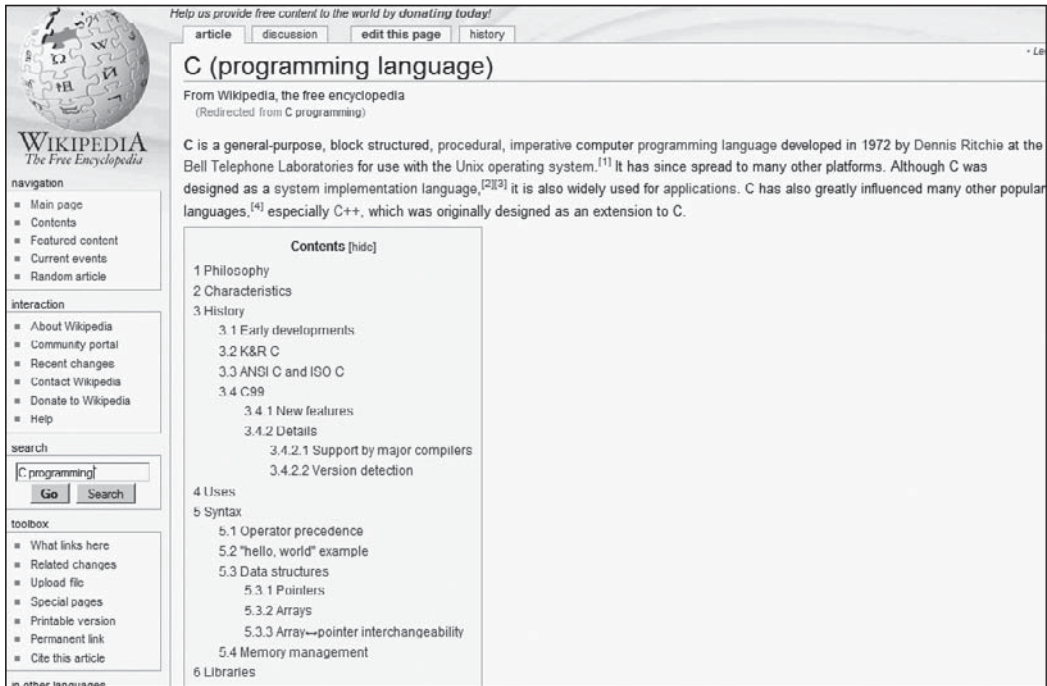 Help us provide free content to the world by donating today!
article discussion edit this page history
C (programming language)
From Wikipedia, the free encyclopedia
(Redirected from C programming)
C is a general-purpose, block structured, procedural, imperative computer programming language developed in 1972 by Dennis Ritchie at the
Bell Telephone Laboratories for use with the Unix operating system.[1] It has since spread to many other platforms. Although C was
designed as a system implementation language,[2][3] it is also widely used for applications. C has also greatly influenced many other popular
languages,[4] especially C++, which was originally designed as an extension to C.
Contents [hide]
1 Philosophy
2 Characteristics
3 History
3.1 Early developments
3.2 K&R C
3.3 ANSI C and ISO C
3.4 C99
3.4.1 New features
3.4.2 Details
3.4.2.1 Support by major compilers
3.4.2.2 Version detection
4 Uses
5 Syntax
5.1 Operator precedence
5.2 "hello, world" example
5.3 Data structures
5.3.1 Pointers
5.3.2 Arrays
5.3.3 Array↔pointer interchangeability
5.4 Memory management
6 Libraries
WIKIPEDIA
The Free Encyclopedia
navigation
Main page
Contents
Featured content
Current events
Random article
interaction
About Wikipedia
Community portal
Recent changes
Contact Wikipedia
Donate to Wikipedia
Help
search
C programming
Go Search
toolbox
What links here
Related changes
Upload file
Special pages
Printable version
Permanent link
Cite this article
in other languages